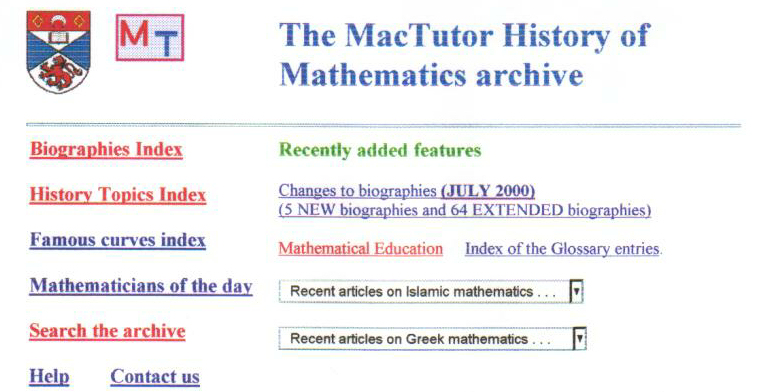 MT
The MacTutor History of
Mathematics archive
Biographies Index
History Topics Index
Famous curves index
Mathematicians of the day
Search the archive
Help Contact us
Recently added features
Changes to biographies (JULY 2000)
(5 NEW biographies and 64 EXTENDED biographies)
Mathematical Education Index of the Glossary entries.
Recent articles on Islamic mathematics . . .
Recent articles on Greek mathematics . . .